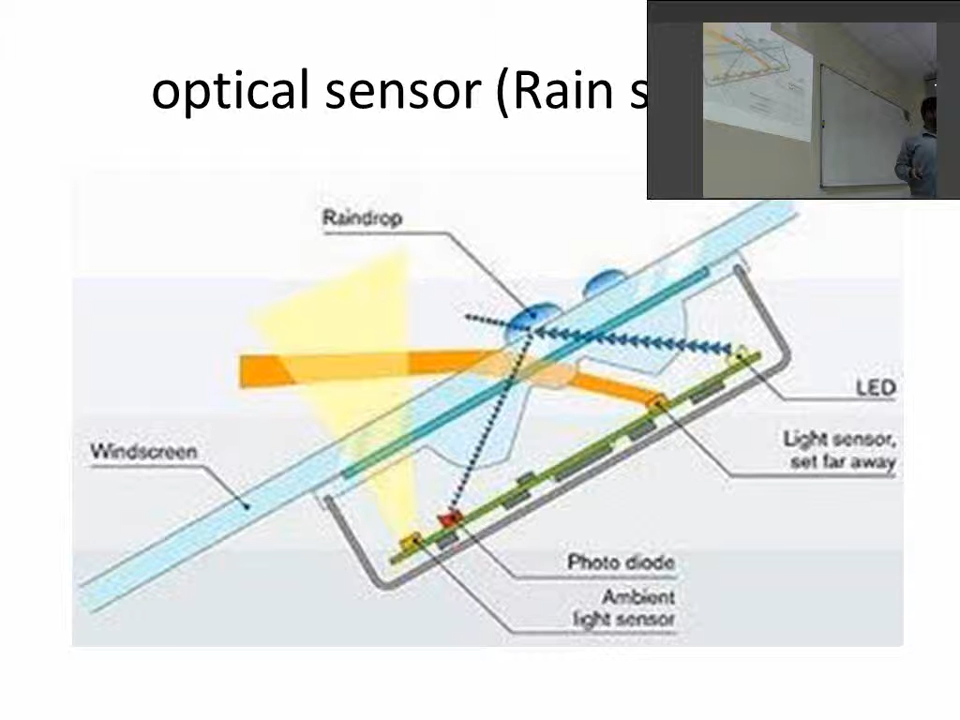 optical sensor (Rain
Raindrop
LED
Light sensor,
set far away
Windscreen
Photo diode
Ambient
light sensor